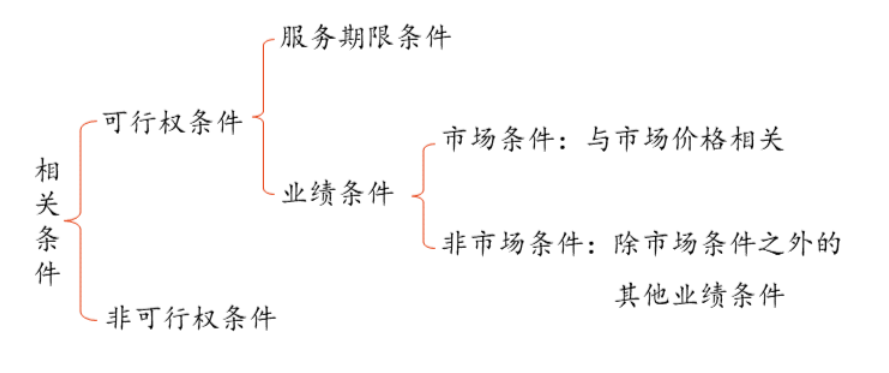 服务期限条件
可行权条件
市场条件：与市场价格相关
相关条件
业绩条件
非市场条件：除市场条件之外的
其他业绩条件
非可行权条件